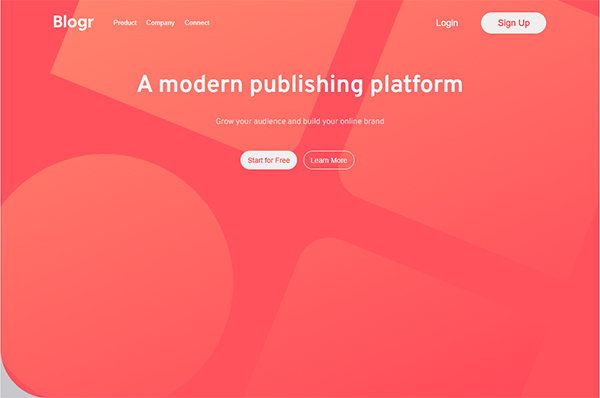 Blogr Product Company Connect Login Sign Up
A modern publishing platform
Grow your audience and build your online brand
Start for Free Learn More